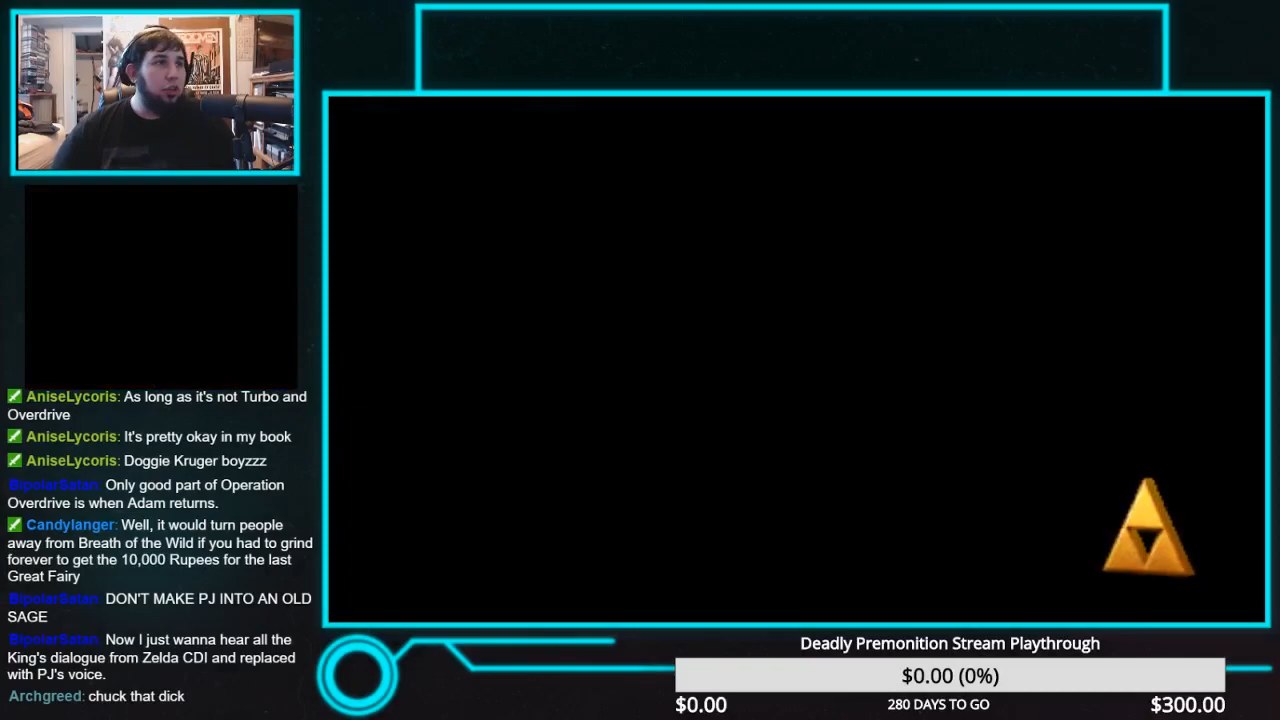 AniseLycoris: As long as it's not Turbo and
Overdrive
AniseLycoris: It's pretty okay in my book
AniseLycoris: Doggie Kruger boyzzz
BipolarSatan: Only good part of Operation
Overdrive is when Adam returns.
Candylanger: Well, it would turn people
away from Breath of the Wild if you had to grind
forever to get the 10,000 Rupees for the last
Great Fairy
BipolarSatan: DON'T MAKE PJ INTO AN OLD
SAGE
BipolarSatan: Now I just wanna hear all the
King's dialogue from Zelda CDI and replaced
with PJ's voice.
Archgreed: chuck that dick
Deadly Premonition Stream Playthrough
$0.00 (0%)
$0.00
280 DAYS TO GO
$300.00